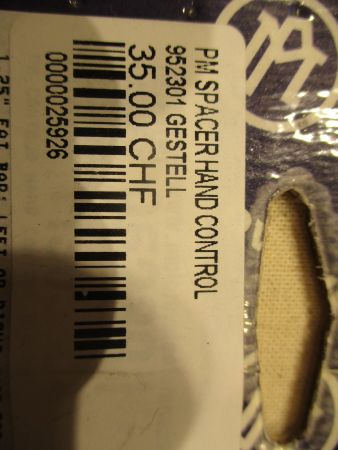 PM SPACER HAND CONTROL
952301 GESTELL
35.00 CHF
0000025926